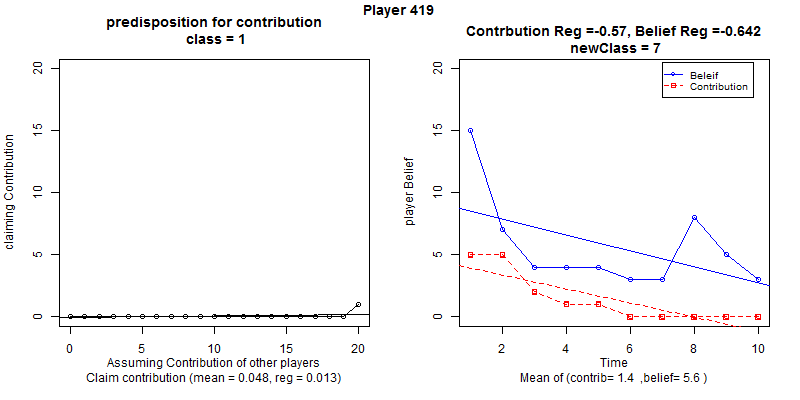 Player 419
predisposition for contribution
class = 1
claiming Contribution
20
15
10
5
0
0
5
10
15
20
Assuming Contribution of other players
Claim contribution (mean = 0.048, reg = 0.013)
Contrbution Reg =-0.57, Belief Reg =-0.642
newClass = 7
player Belief
20
15
10
5
0
Beleif
Contribution
2
4
6
8
10
Time
Mean of (contrib= 1.4 ,belief= 5.6 )